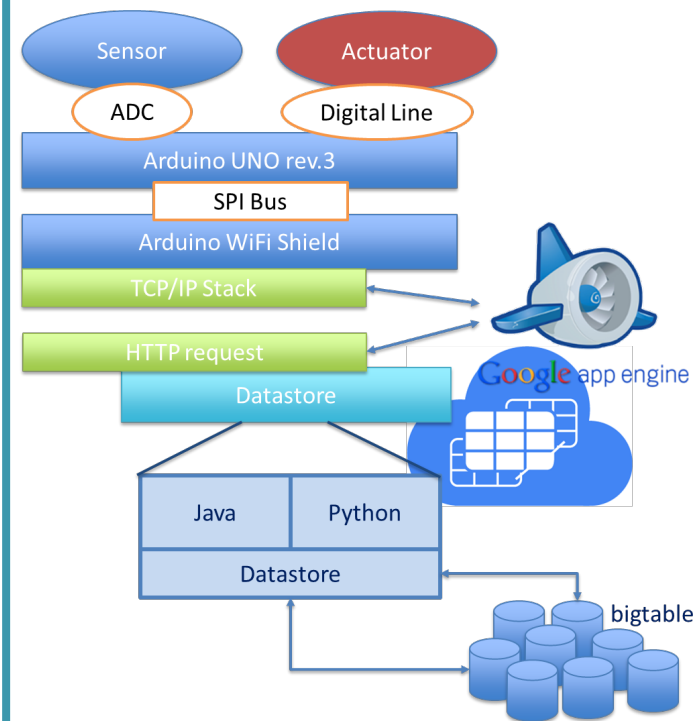 Sensor
Actuator
ADC
Digital Line
Arduino UNO rev.3
SPI Bus
Arduino WiFi Shield
TCP/IP Stack
HTTP request
Google app engine
Datastore
Java
Python
Datastore
bigtable